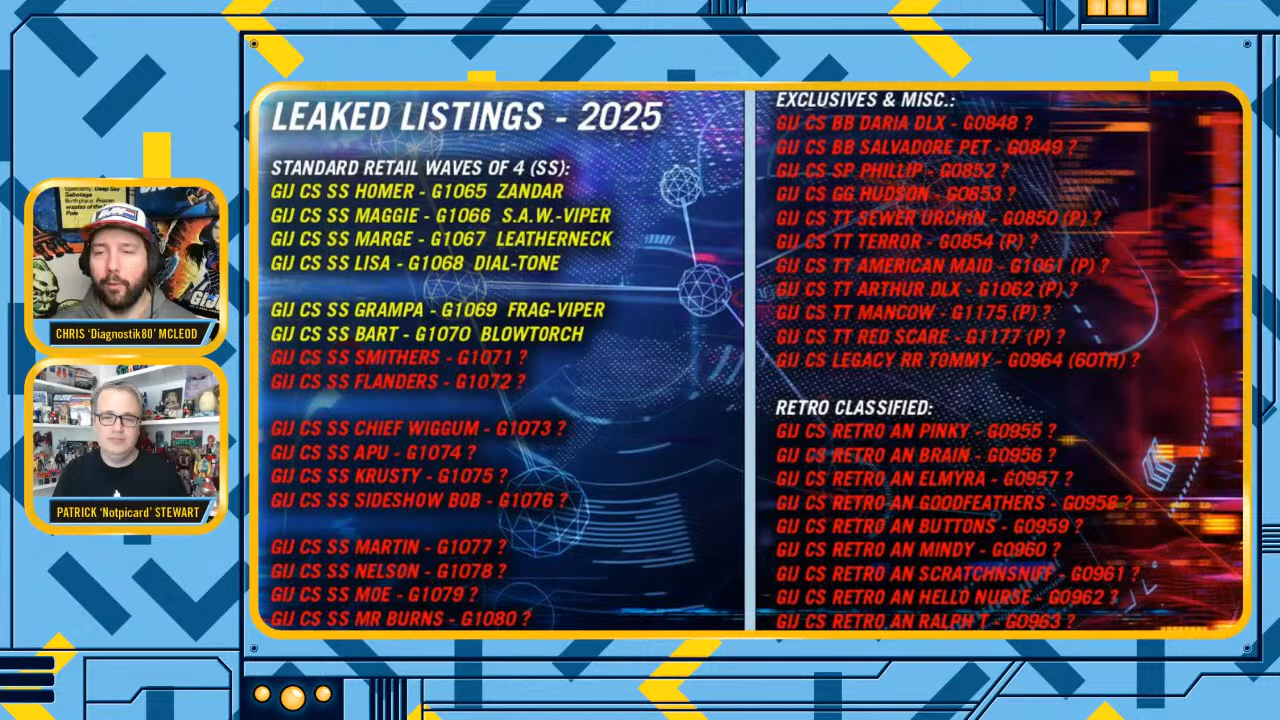 LEAKED LISTINGS - 2025
STANDARD RETAIL WAVES OF 4 (SS):
GIJ CS SS HOMER - G1065 ZANDAR
GIJ CS SS MAGGIE - G1066 S.A.W.-VIPER
GIJ CS SS MARGE - G1067 LEATHERNECK
GIJ CS SS LISA - G1068 DIAL-TONE
GIJ CS SS GRAMPA - G1069 FRAG-VIPER
GIJ CS SS BART - G1070 BLOWTORCH
GIJ CS SS SMITHERS - G1071 ?
GIJ CS SS FLANDERS - G1072 ?
GIJ CS SS CHIEF WIGGUM - G1073 ?
GIJ CS SS APU - G1074 ?
GIJ CS SS KRUSTY - G1075 ?
GIJ CS SS SIDESHOW BOB - G1076 ?
GIJ CS SS MARTIN - G1077 ?
GIJ CS SS NELSON - G1078 ?
GIJ CS SS MOE - G1079 ?
GIJ CS SS MR BURNS - G1080 ?
EXCLUSIVES & MISC.:
GIJ CS BB DARIA DLX - G0848 ?
GIJ CS BB SALVADORE PET - G0849 ?
GIJ CS SP PHILLIP - G0852 ?
GIJ CS GG HUDSON - G0853 ?
GIJ CS TT SEWER URCHIN - G0850 (P) ?
GIJ CS TT TERROR - G0854 (P) ?
GIJ CS TT AMERICAN MAID - G1061 (P) ?
GIJ CS TT ARTHUR DLX - G1062 (P) ?
GIJ CS TT MANCOW - G1175 (P) ?
GIJ CS TT RED SCARE - G1177 (P) ?
GIJ CS LEGACY RR TOMMY - G0964 (60TH) ?
RETRO CLASSIFIED:
GIJ CS RETRO AN PINKY - G0955 ?
GIJ CS RETRO AN BRAIN - G0956 ?
GIJ CS RETRO AN ELMYRA - G0957 ?
GIJ CS RETRO AN GOODFEATHERS - G0958 ?
GIJ CS RETRO AN BUTTONS - G0959 ?
GIJ CS RETRO AN MINDY - G0960 ?
GIJ CS RETRO AN SCRATCHNSNIFF - G0961 ?
GIJ CS RETRO AN HELLO NURSE - G0962 ?
GIJ CS RETRO AN RALPH T - G0963 ?
Speciality: Deep Sea
Sabotage
Birthplace: Frozen
wastes of the
Pole
CHRIS 'Diagnostik80' MCLEOD
PATRICK 'Notpicard' STEWART